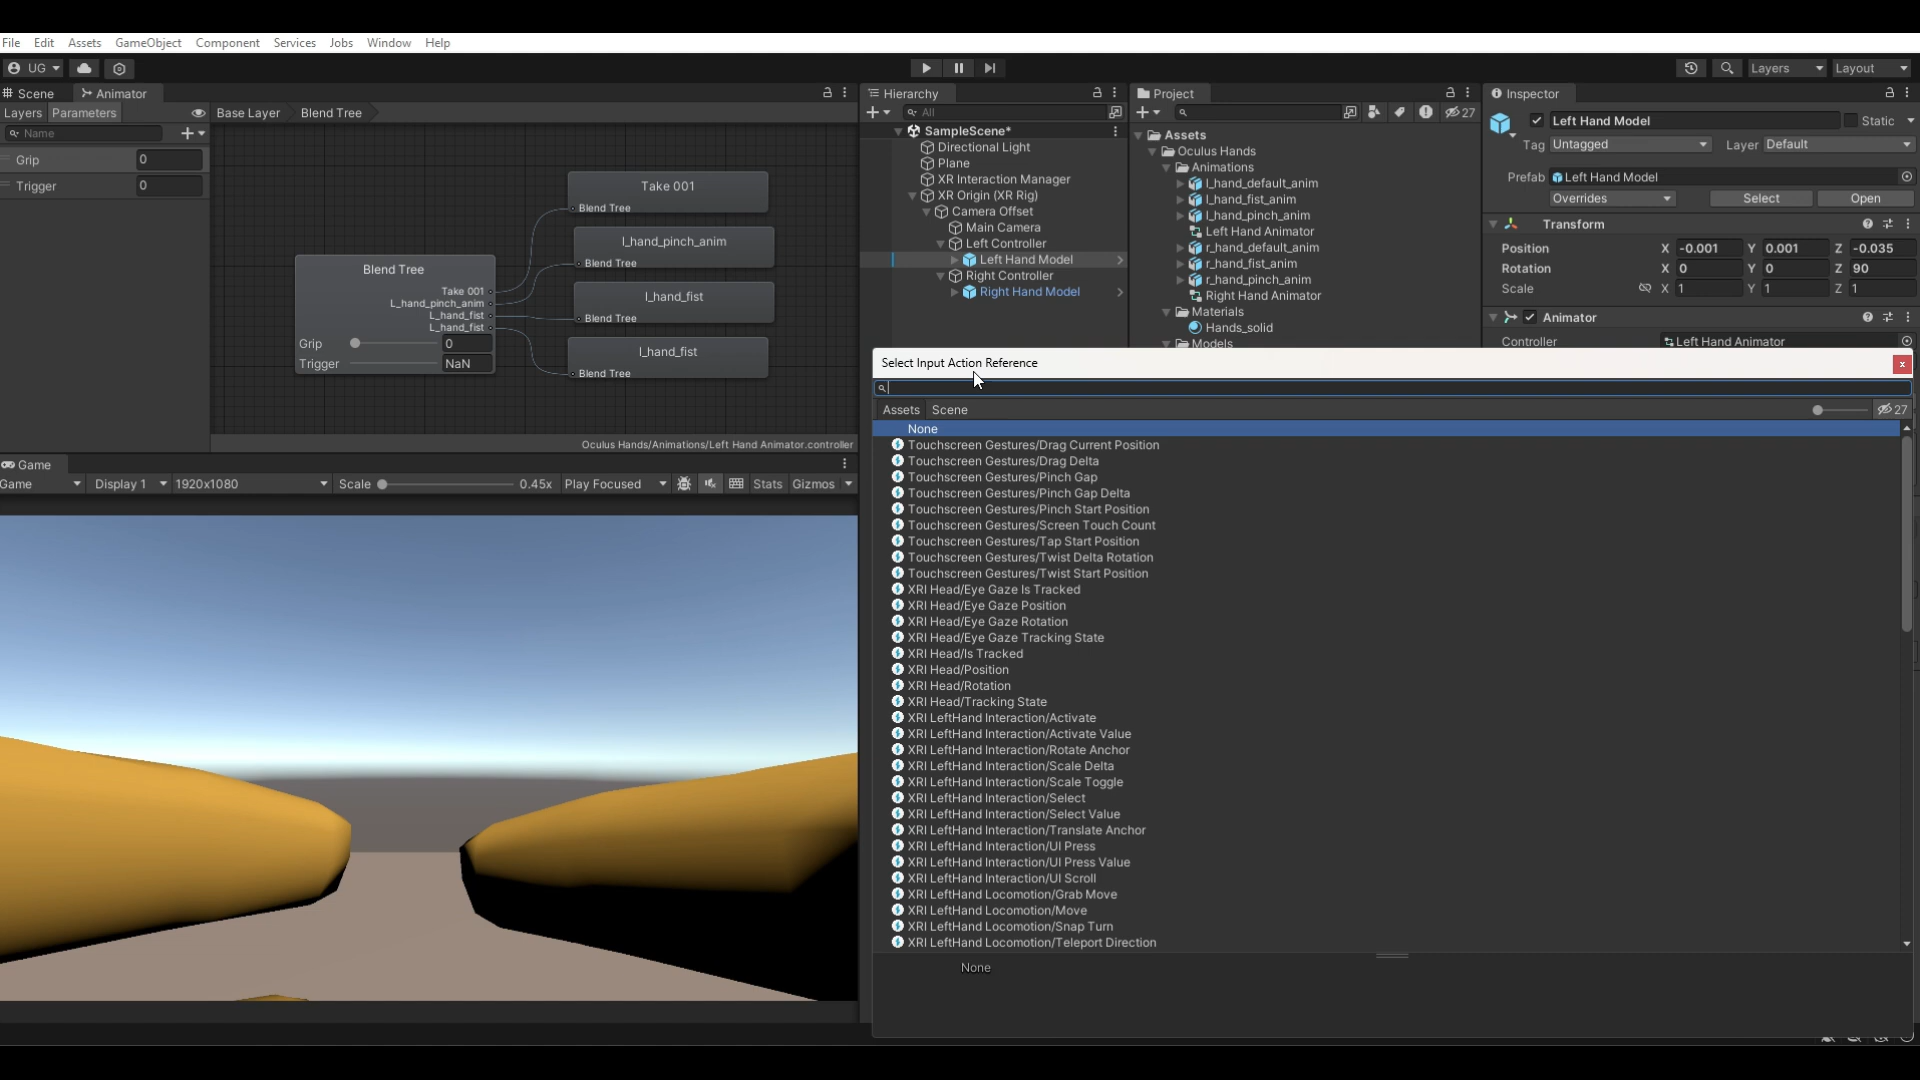 File Edit Assets GameObject Component Services Jobs Window Help
UG Layers Layout
Scene Animator
Layers Parameters Base Layer Blend Tree
Name
Grip 0
Trigger 0
Take 001
Blend Tree
l_hand_pinch_anim
Blend Tree
l_hand_fist
Blend Tree
l_hand_fist
Blend Tree
Blend Tree
Take 001
L_hand_pinch_anim
L_hand_fist
L_hand_fist
Grip 0
Trigger NaN
Oculus Hands/Animations/Left Hand Animator.controller
Game
Game Display 1 1920x1080 Scale 0.45x Play Focused Stats Gizmos
Hierarchy
All
SampleScene*
Directional Light
Plane
XR Interaction Manager
XR Origin (XR Rig)
Camera Offset
Main Camera
Left Controller
Left Hand Model
Right Controller
Right Hand Model
Project
27
Assets
Oculus Hands
Animations
l_hand_default_anim
l_hand_fist_anim
l_hand_pinch_anim
Left Hand Animator
r_hand_default_anim
r_hand_fist_anim
r_hand_pinch_anim
Right Hand Animator
Materials
Hands_solid
Models
Inspector
Left Hand Model Static
Tag Untagged Layer Default
Prefab Left Hand Model
Overrides Select Open
Transform
Position X -0.001 Y 0.001 Z -0.035
Rotation X 0 Y 0 Z 90
Scale X 1 Y 1 Z 1
Animator
Controller Left Hand Animator
Select Input Action Reference
x
Assets Scene 27
None
Touchscreen Gestures/Drag Current Position
Touchscreen Gestures/Drag Delta
Touchscreen Gestures/Pinch Gap
Touchscreen Gestures/Pinch Gap Delta
Touchscreen Gestures/Pinch Start Position
Touchscreen Gestures/Screen Touch Count
Touchscreen Gestures/Tap Start Position
Touchscreen Gestures/Twist Delta Rotation
Touchscreen Gestures/Twist Start Position
XRI Head/Eye Gaze Is Tracked
XRI Head/Eye Gaze Position
XRI Head/Eye Gaze Rotation
XRI Head/Eye Gaze Tracking State
XRI Head/Is Tracked
XRI Head/Position
XRI Head/Rotation
XRI Head/Tracking State
XRI LeftHand Interaction/Activate
XRI LeftHand Interaction/Activate Value
XRI LeftHand Interaction/Rotate Anchor
XRI LeftHand Interaction/Scale Delta
XRI LeftHand Interaction/Scale Toggle
XRI LeftHand Interaction/Select
XRI LeftHand Interaction/Select Value
XRI LeftHand Interaction/Translate Anchor
XRI LeftHand Interaction/UI Press
XRI LeftHand Interaction/UI Press Value
XRI LeftHand Interaction/UI Scroll
XRI LeftHand Locomotion/Grab Move
XRI LeftHand Locomotion/Move
XRI LeftHand Locomotion/Snap Turn
XRI LeftHand Locomotion/Teleport Direction
None